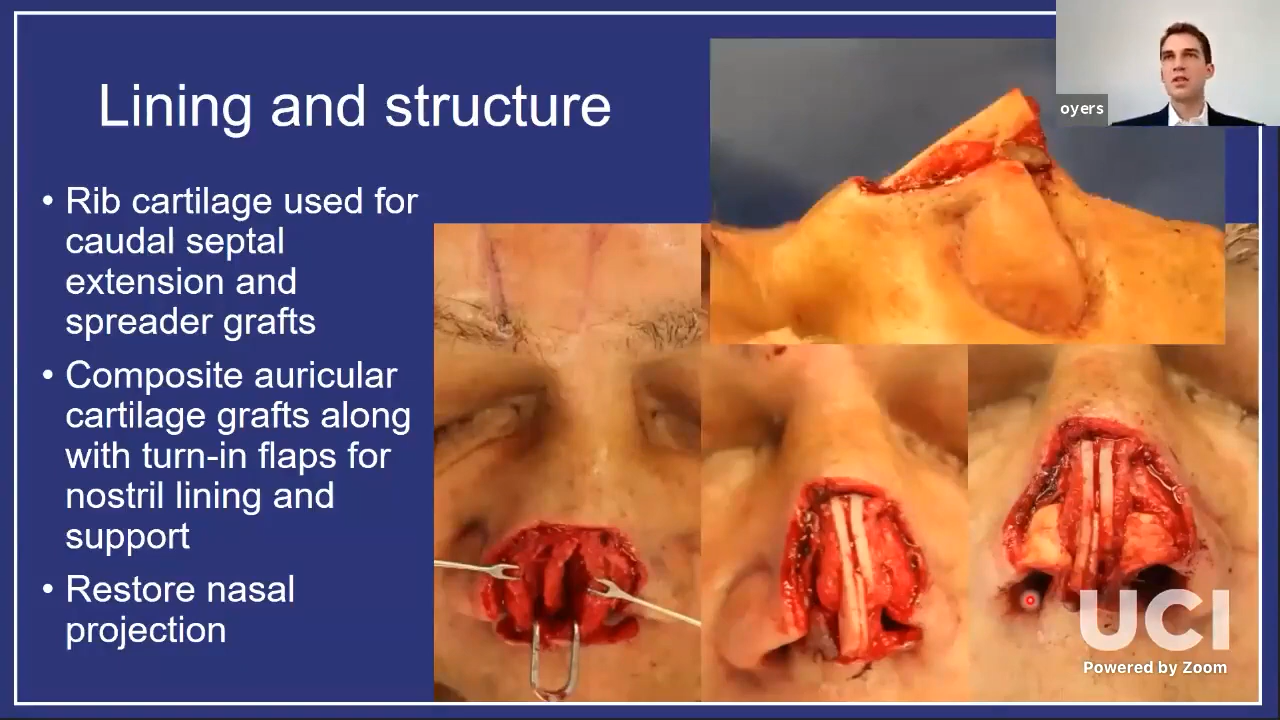 Lining and structure
oyers
• Rib cartilage used for
caudal septal
extension and
spreader grafts
• Composite auricular
cartilage grafts along
with turn-in flaps for
nostril lining and
support
• Restore nasal
projection
UCI
Powered by Zoom